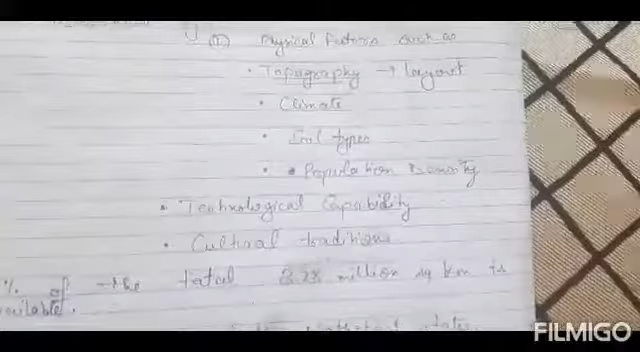 (1) Physical Factors such as
• Topography → layout
• Climate
• Soil types
• Population Density
• Technological Capability
• Cultural traditions
% of the total 3.28 million sq km is
available.
FILMIGO